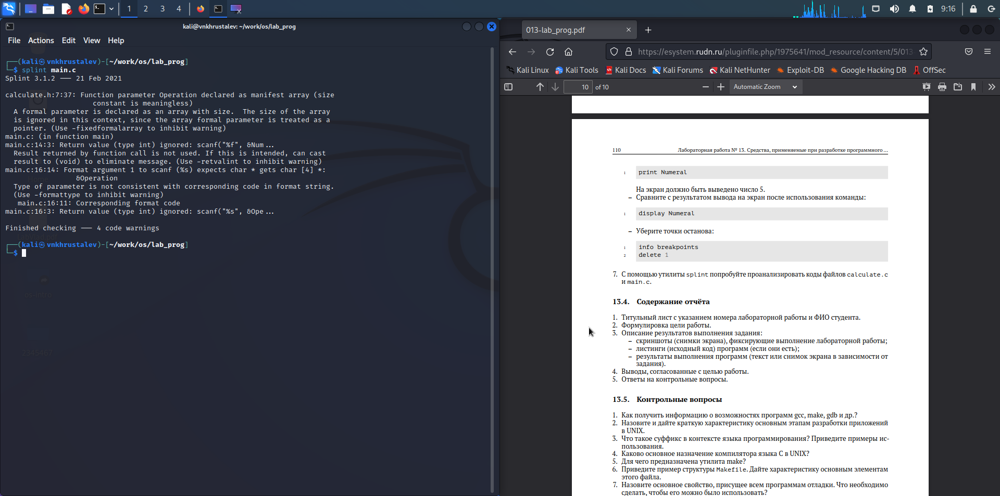 1
2
3
4
9:16
kali@vnkhrustalev: ~/work/os/lab_prog
File Actions Edit View Help
┌──(kali㉿vnkhrustalev)-[~/work/os/lab_prog]
└─$ splint main.c
Splint 3.1.2 --- 21 Feb 2021
calculate.h:7:37: Function parameter Operation declared as manifest array (size
constant is meaningless)
A formal parameter is declared as an array with size.  The size of the array
is ignored in this context, since the array formal parameter is treated as a
pointer. (Use -fixedformalarray to inhibit warning)
main.c: (in function main)
main.c:14:3: Return value (type int) ignored: scanf("%f", &Num...
Result returned by function call is not used. If this is intended, can cast
result to (void) to eliminate message. (Use -retvalint to inhibit warning)
main.c:16:14: Format argument 1 to scanf (%s) expects char * gets char [4] *:
&Operation
Type of parameter is not consistent with corresponding code in format string.
(Use -formattype to inhibit warning)
main.c:16:11: Corresponding format code
main.c:16:3: Return value (type int) ignored: scanf("%s", &Ope...
Finished checking --- 4 code warnings
┌──(kali㉿vnkhrustalev)-[~/work/os/lab_prog]
└─$
Home
os-intro
2345467
013-lab_prog.pdf
https://esystem.rudn.ru/pluginfile.php/1975641/mod_resource/content/5/013
Kali Linux Kali Tools Kali Docs Kali Forums Kali NetHunter Exploit-DB Google Hacking DB OffSec
10 of 10 Automatic Zoom
110 Лабораторная работа № 13. Средства, применяемые при разработке программного ...
1 print Numeral
На экран должно быть выведено число 5.
– Сравните с результатом вывода на экран после использования команды:
1 display Numeral
– Уберите точки останова:
1 info breakpoints
2 delete 1
7. С помощью утилиты splint попробуйте проанализировать коды файлов calculate.c
и main.c.
13.4. Содержание отчёта
1. Титульный лист с указанием номера лабораторной работы и ФИО студента.
2. Формулировка цели работы.
3. Описание результатов выполнения задания:
– скриншоты (снимки экрана), фиксирующие выполнение лабораторной работы;
– листинги (исходный код) программ (если они есть);
– результаты выполнения программ (текст или снимок экрана в зависимости от
задания).
4. Выводы, согласованные с целью работы.
5. Ответы на контрольные вопросы.
13.5. Контрольные вопросы
1. Как получить информацию о возможностях программ gcc, make, gdb и др.?
2. Назовите и дайте краткую характеристику основным этапам разработки приложений
в UNIX.
3. Что такое суффикс в контексте языка программирования? Приведите примеры ис-
пользования.
4. Каково основное назначение компилятора языка С в UNIX?
5. Для чего предназначена утилита make?
6. Приведите пример структуры Makefile. Дайте характеристику основным элементам
этого файла.
7. Назовите основное свойство, присущее всем программам отладки. Что необходимо
сделать, чтобы его можно было использовать?